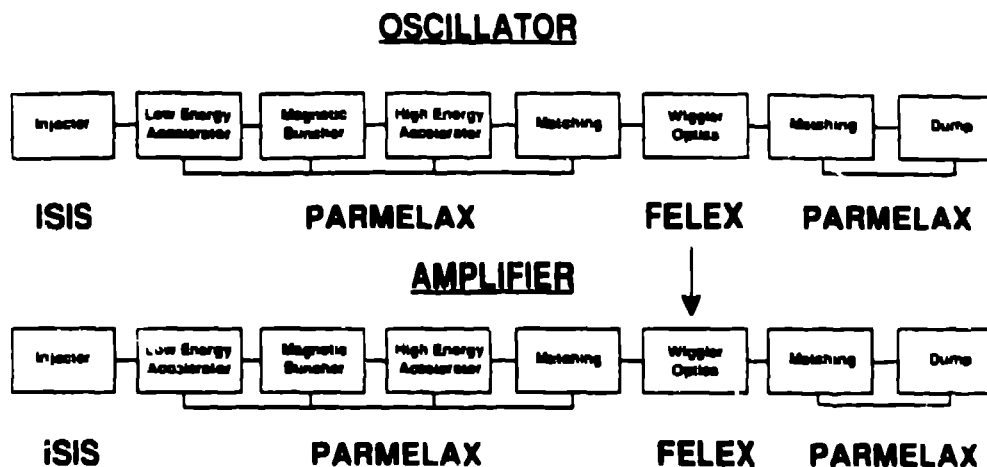 OSCILLATOR
Injector
Low Energy
Accelerator
Magnetic
Buncher
High Energy
Accelerator
Matching
Wiggler
Optics
Matching
Dump
ISIS
PARMELAX
FELEX
PARMELAX
AMPLIFIER
Injector
Low Energy
Accelerator
Magnetic
Buncher
High Energy
Accelerator
Matching
Wiggler
Optics
Matching
Dump
ISIS
PARMELAX
FELEX
PARMELAX